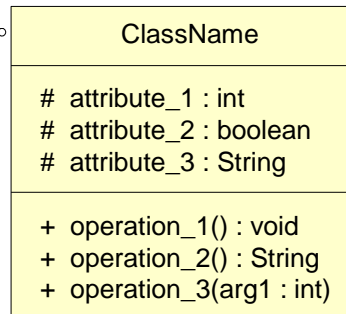 ClassName
# attribute_1 : int
# attribute_2 : boolean
# attribute_3 : String
+ operation_1() : void
+ operation_2() : String
+ operation_3(arg1 : int)